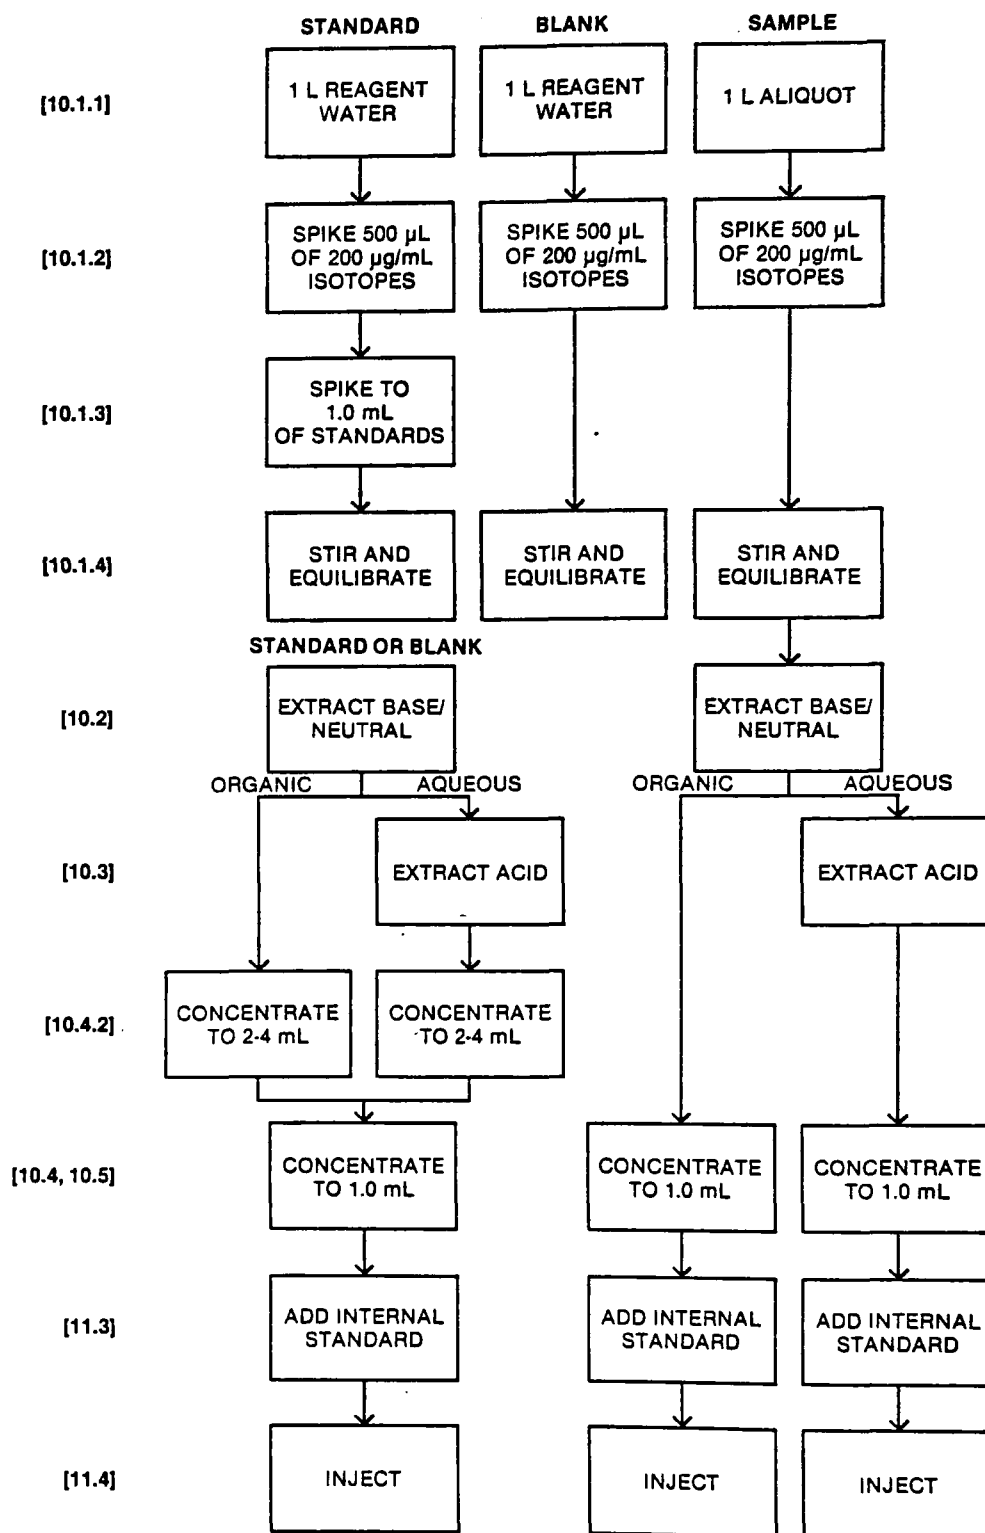 STANDARD BLANK SAMPLE
[10.1.1]
1 L REAGENT
WATER
1 L REAGENT
WATER
1 L ALIQUOT
[10.1.2]
SPIKE 500 µL
OF 200 µg/mL
ISOTOPES
SPIKE 500 µL
OF 200 µg/mL
ISOTOPES
SPIKE 500 µL
OF 200 µg/mL
ISOTOPES
[10.1.3]
SPIKE TO
1.0 mL
OF STANDARDS
[10.1.4]
STIR AND
EQUILIBRATE
STIR AND
EQUILIBRATE
STIR AND
EQUILIBRATE
STANDARD OR BLANK
[10.2]
EXTRACT BASE/
NEUTRAL
EXTRACT BASE/
NEUTRAL
ORGANIC AQUEOUS
ORGANIC AQUEOUS
[10.3]
EXTRACT ACID
EXTRACT ACID
[10.4.2]
CONCENTRATE
TO 2-4 mL
CONCENTRATE
TO 2-4 mL
[10.4, 10.5]
CONCENTRATE
TO 1.0 mL
CONCENTRATE
TO 1.0 mL
CONCENTRATE
TO 1.0 mL
[11.3]
ADD INTERNAL
STANDARD
ADD INTERNAL
STANDARD
ADD INTERNAL
STANDARD
[11.4]
INJECT
INJECT
INJECT